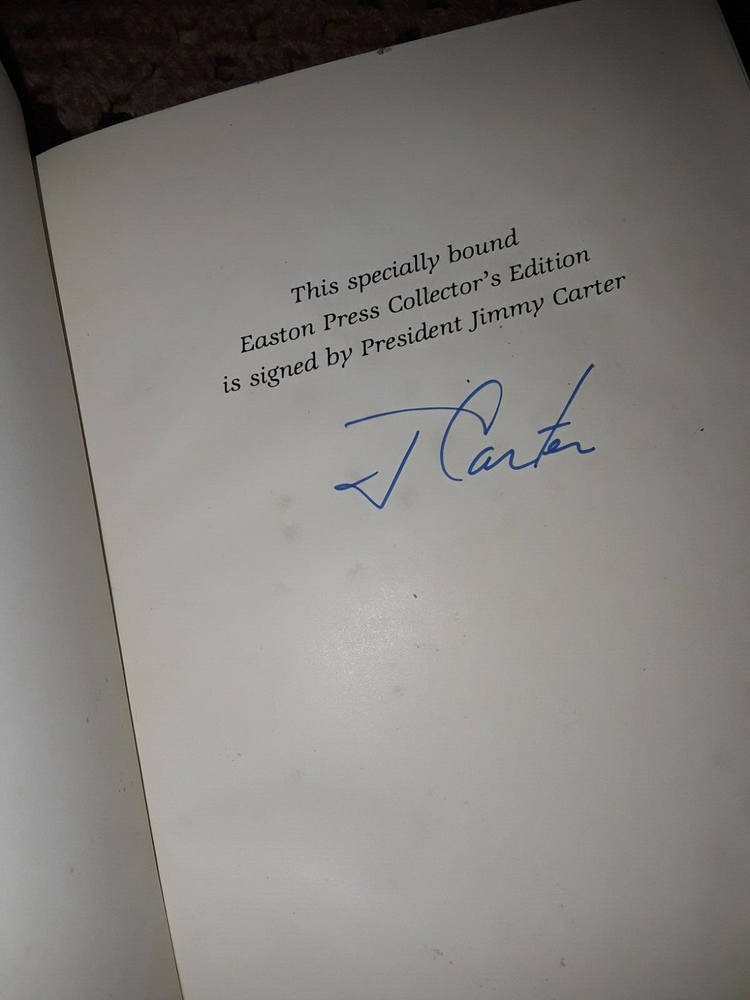 This specially bound
Easton Press Collector's Edition
is signed by President Jimmy Carter
J Carter